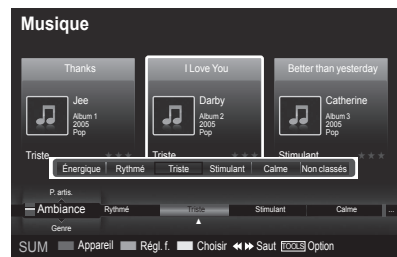 Musique
Thanks I Love You Better than yesterday
Jee Darby Catherine
Album 1 Album 2 Album 3
2005 2005 2005
Pop Pop Pop
Triste Triste Stimulant
Énergique Rythmé Triste Stimulant Calme Non classés
P. artis.
Ambiance Rythmé Triste Stimulant Calme ...
Genre
SUM Appareil Régl. f. Choisir Saut TOOLS Option